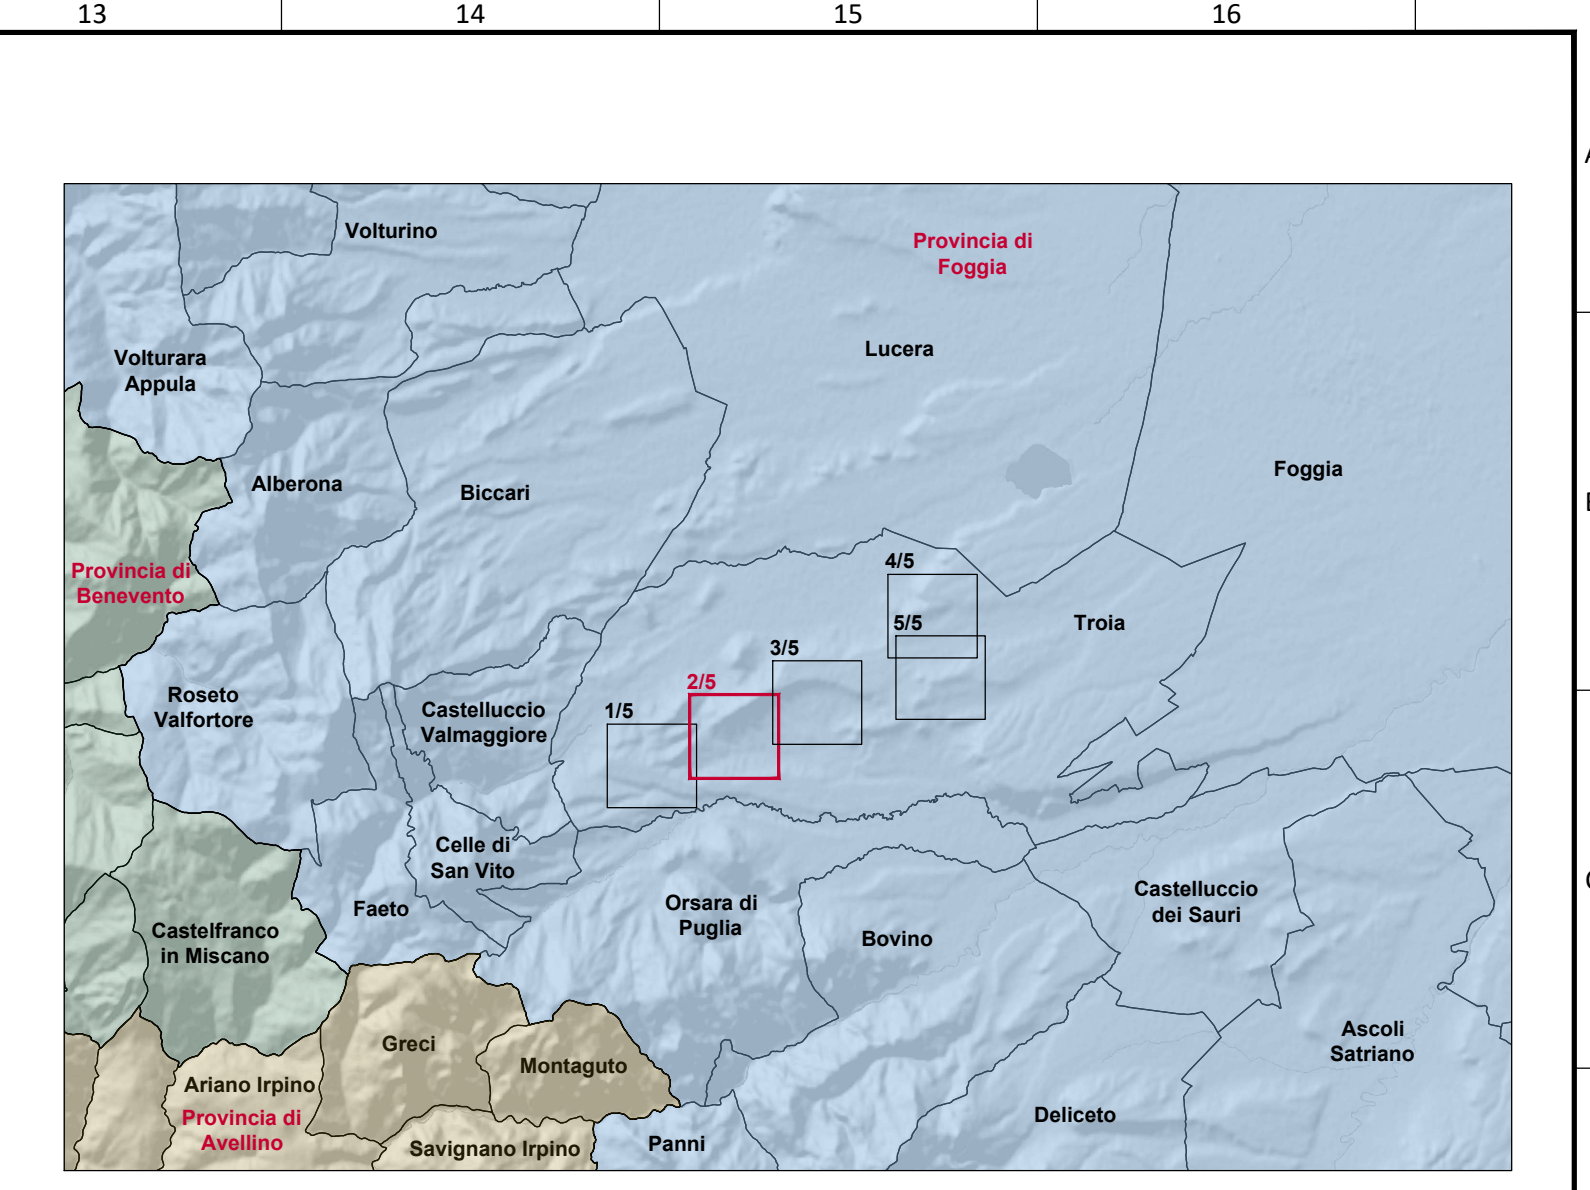 13
14
15
16
A
Volturino
Provincia di
Foggia
Volturara
Appula
Lucera
Alberona
Biccari
Foggia
B
Provincia di
Benevento
4/5
5/5
Troia
3/5
2/5
1/5
Roseto
Valfortore
Castelluccio
Valmaggiore
Celle di
San Vito
C
Faeto
Orsara di
Puglia
Castelluccio
dei Sauri
Castelfranco
in Miscano
Bovino
Greci
Montaguto
Ascoli
Satriano
Ariano Irpino
Provincia di
Avellino
Savignano Irpino
Panni
Deliceto